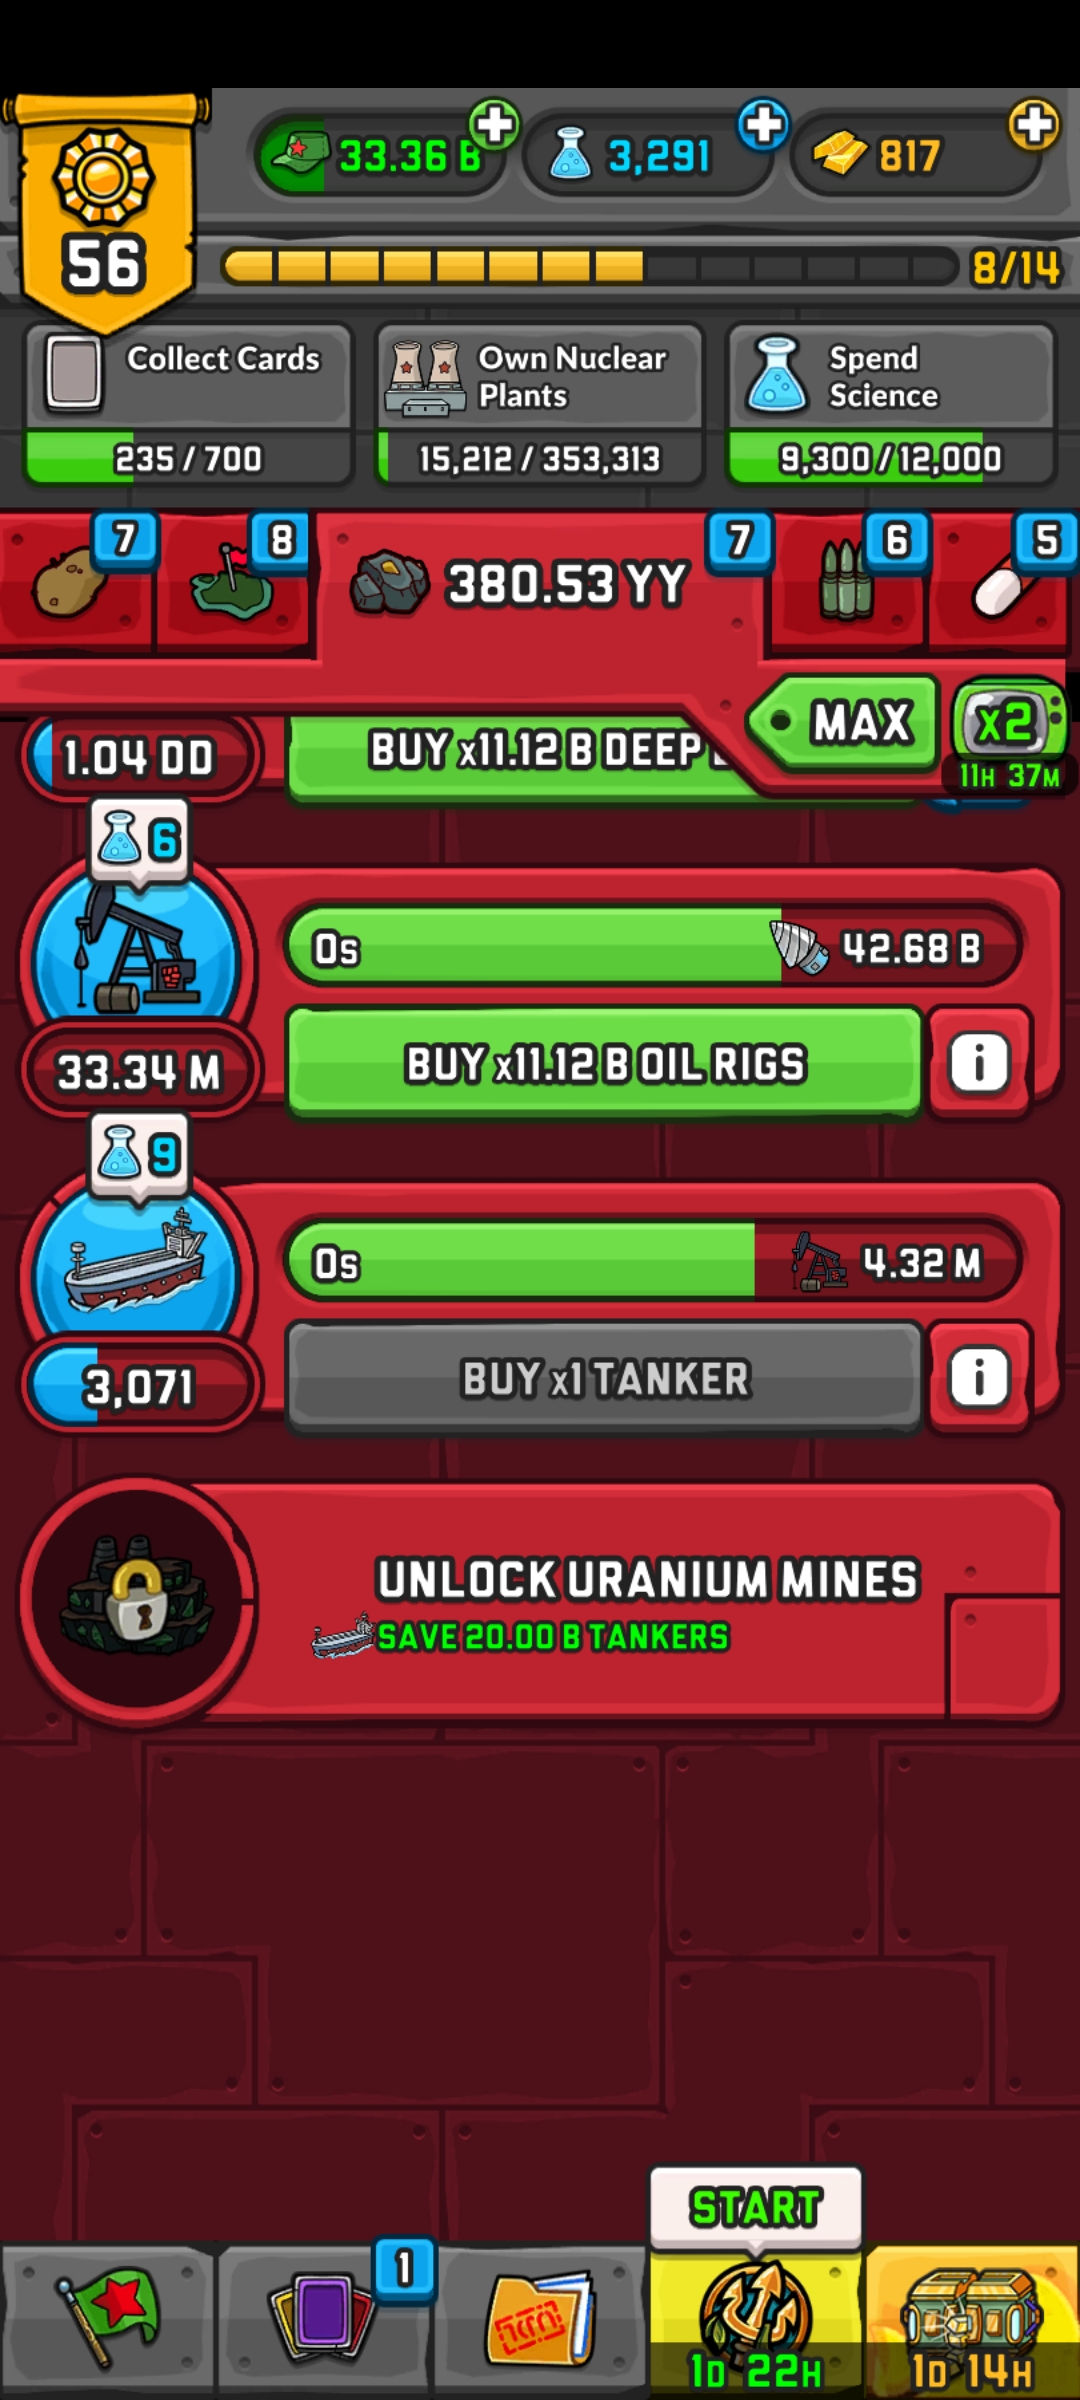 33.36 B
3,291
817
56
8/14
Collect Cards
235 / 700
Own Nuclear
Plants
15,212 / 353,313
Spend
Science
9,300 / 12,000
7
8
380.53 YY
7
6
5
MAX
x2
11H 37M
1.04 DD
BUY x11.12 B DEEP
6
0s
42.68 B
33.34 M
BUY x11.12 B OIL RIGS
i
9
0s
4.32 M
3,071
BUY x1 TANKER
i
UNLOCK URANIUM MINES
SAVE 20.00 B TANKERS
START
1
1D 22H
1D 14H